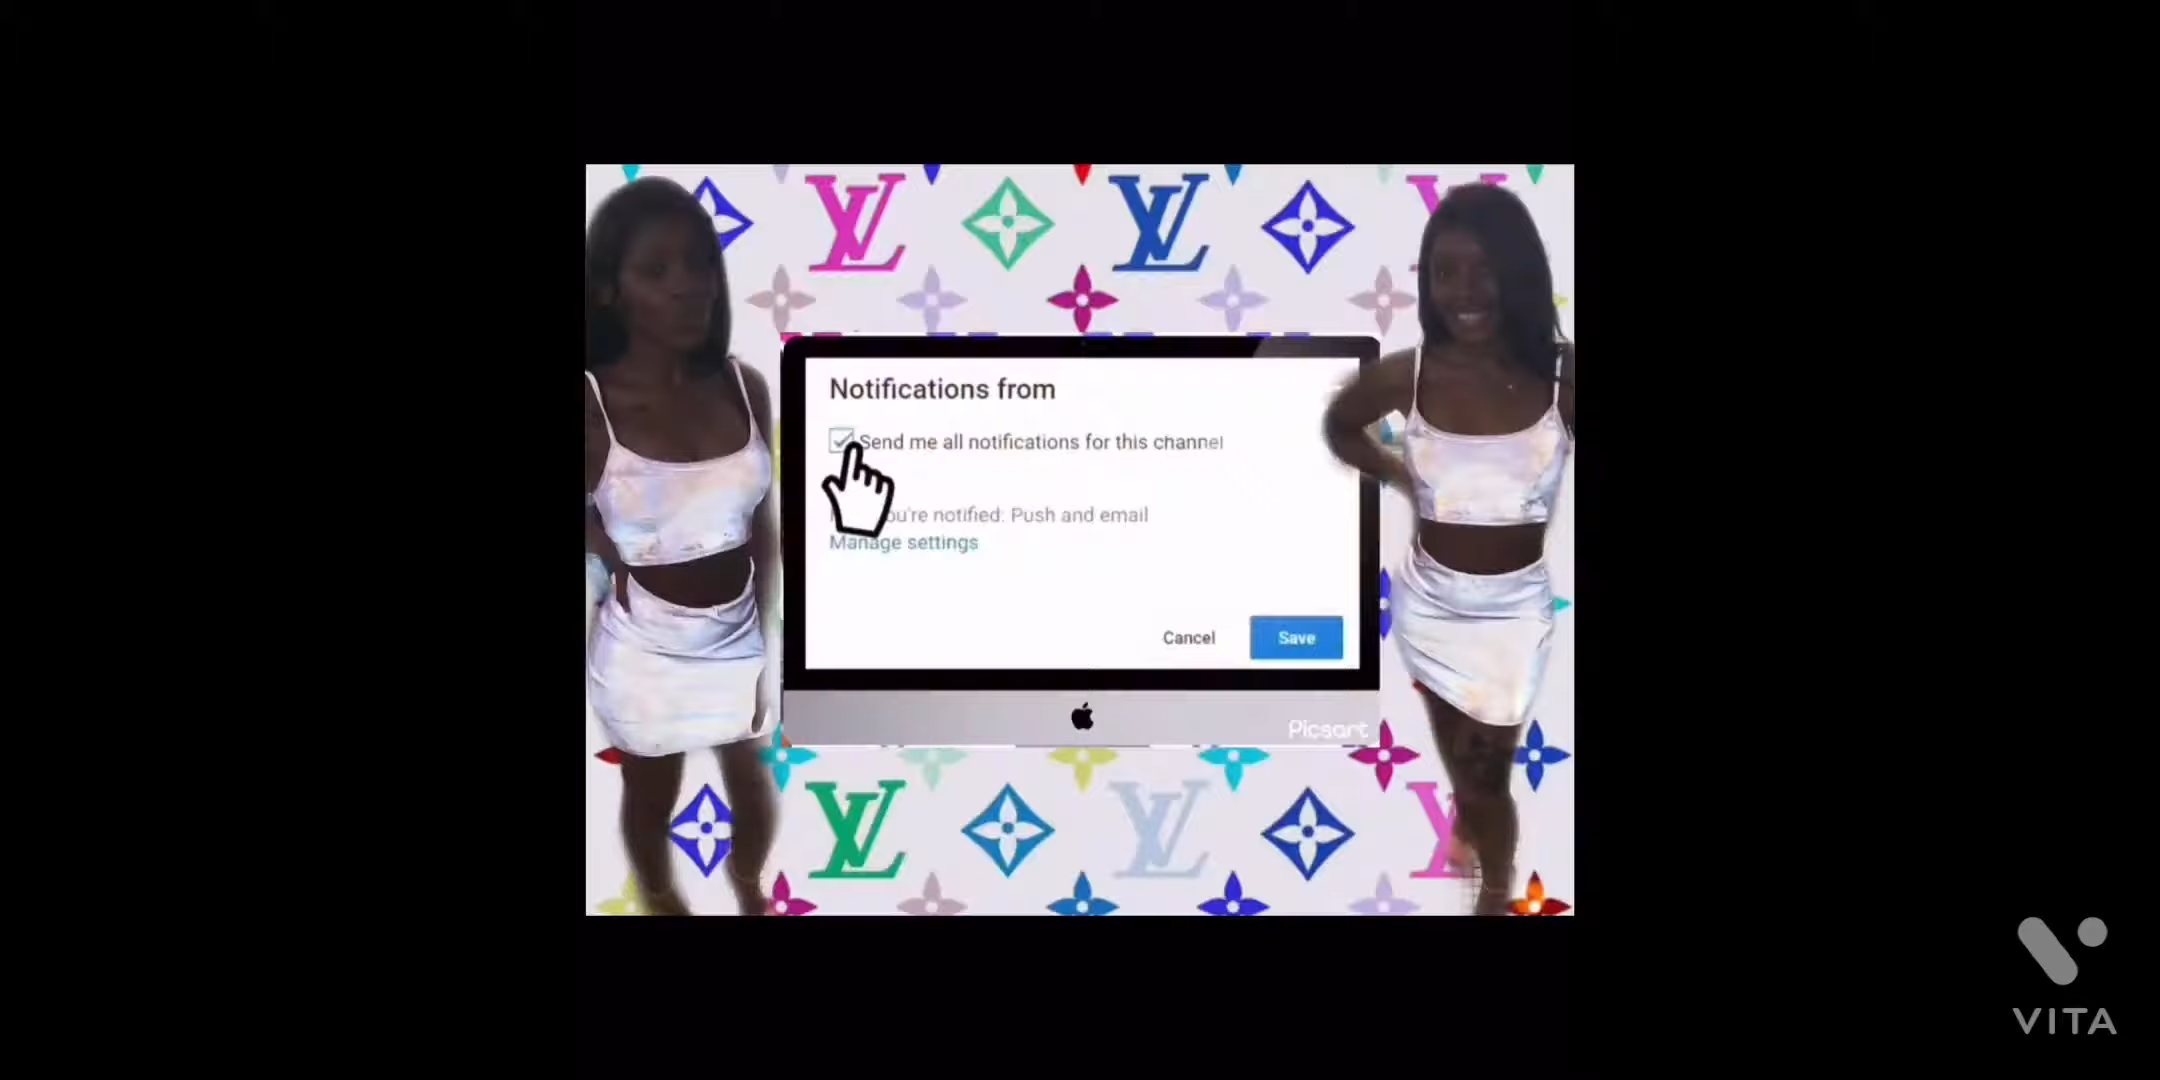 Notifications from
Send me all notifications for this channel
you're notified: Push and email
Manage settings
Cancel
Save
Picsart
VITA